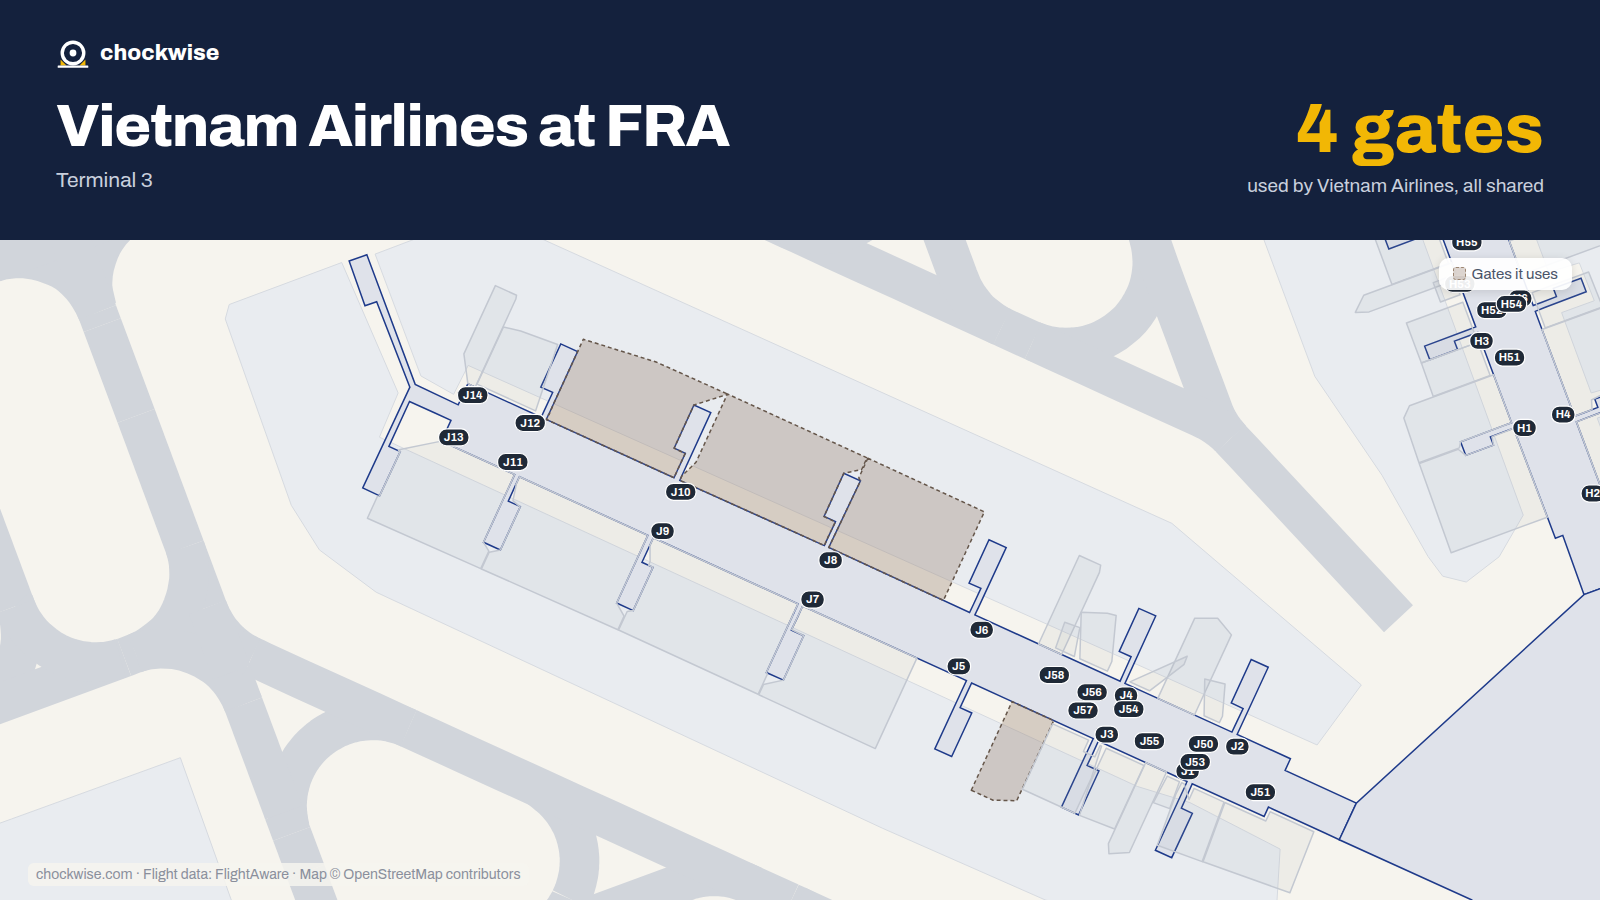 chockwise
Vietnam Airlines at FRA
Terminal 3
4 gates
used by Vietnam Airlines, all shared
H55
Gates it uses
H54
H3
H51
H4
H1
H2
J14
J12
J13
J11
J10
J9
J8
J7
J6
J5
J58
J56
J4
J57
J54
J3
J55
J50
J2
J53
J1
J51
chockwise.com · Flight data: FlightAware · Map © OpenStreetMap contributors